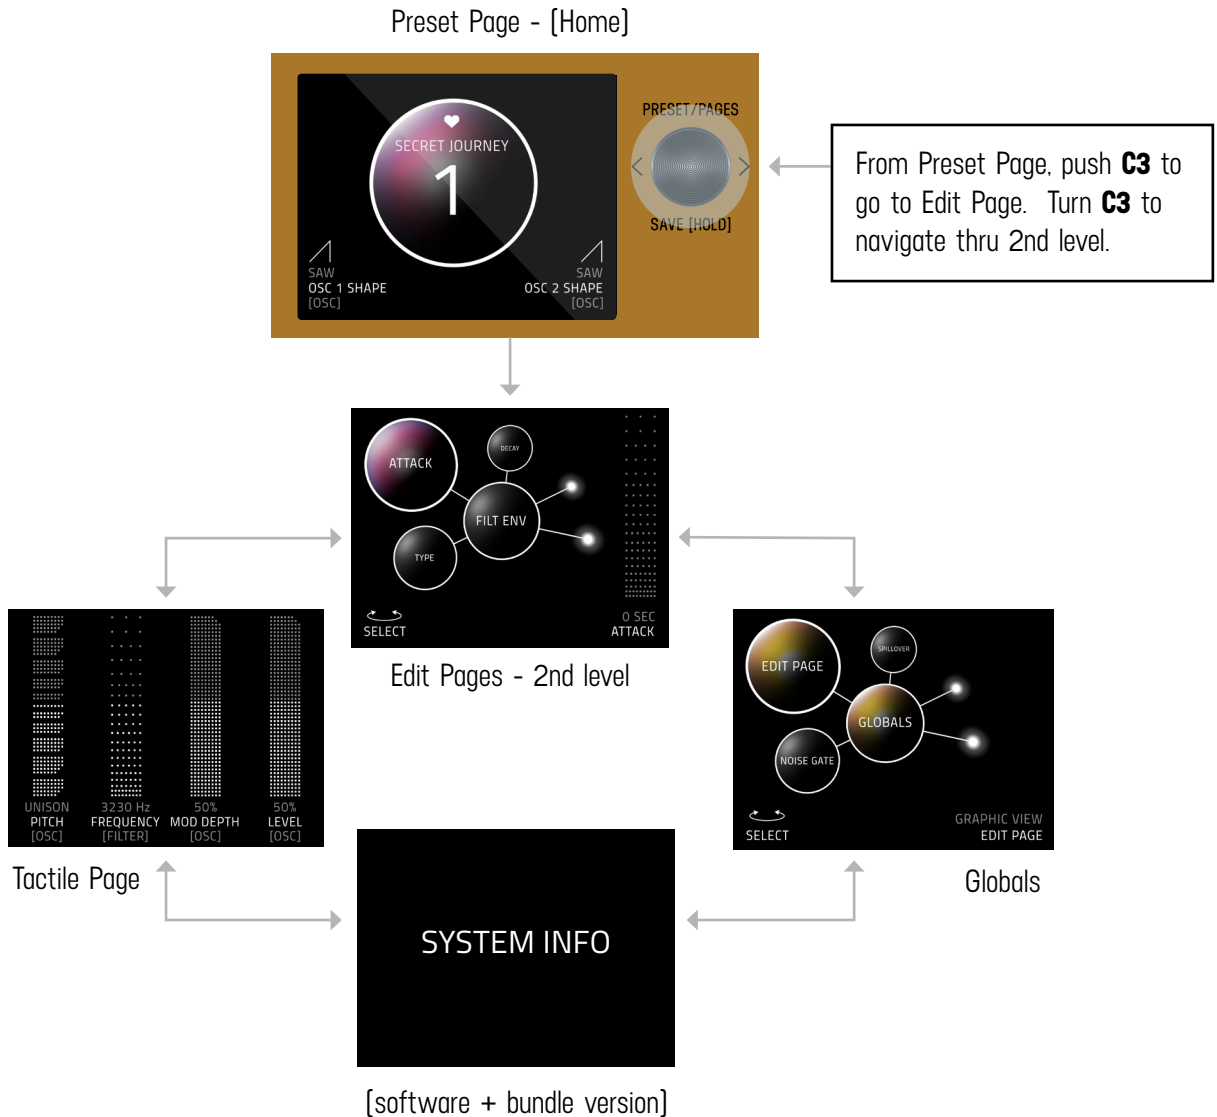 Preset Page - [Home]
PRESET/PAGES
SECRET JOURNEY
1
< >
SAVE [HOLD]
SAW
OSC 1 SHAPE
[OSC]
SAW
OSC 2 SHAPE
[OSC]
From Preset Page, push C3 to
go to Edit Page. Turn C3 to
navigate thru 2nd level.
ATTACK
DECAY
FILT ENV
TYPE
SELECT
0 SEC
ATTACK
Edit Pages - 2nd level
UNISON
PITCH
[OSC]
3230 Hz
FREQUENCY
[FILTER]
50%
MOD DEPTH
[OSC]
50%
LEVEL
[OSC]
Tactile Page
EDIT PAGE
SPILLOVER
GLOBALS
NOISE GATE
SELECT
GRAPHIC VIEW
EDIT PAGE
Globals
SYSTEM INFO
[software + bundle version]